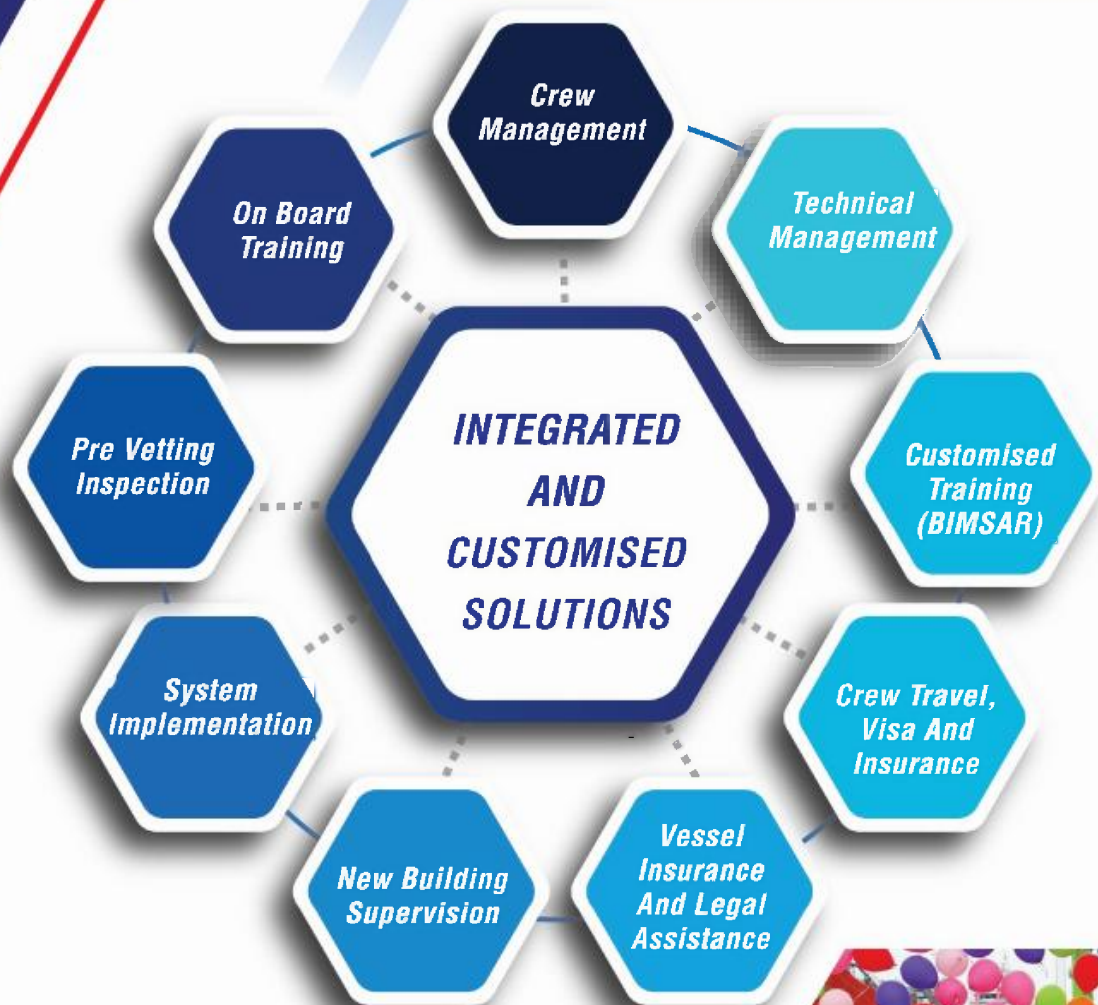 Crew
Management
Technical
Management
Customised
Training
(BIMSAR)
Crew Travel,
Visa And
Insurance
Vessel
Insurance
And Legal
Assistance
New Building
Supervision
System
Implementation
Pre Vetting
Inspection
On Board
Training
INTEGRATED
AND
CUSTOMISED
SOLUTIONS